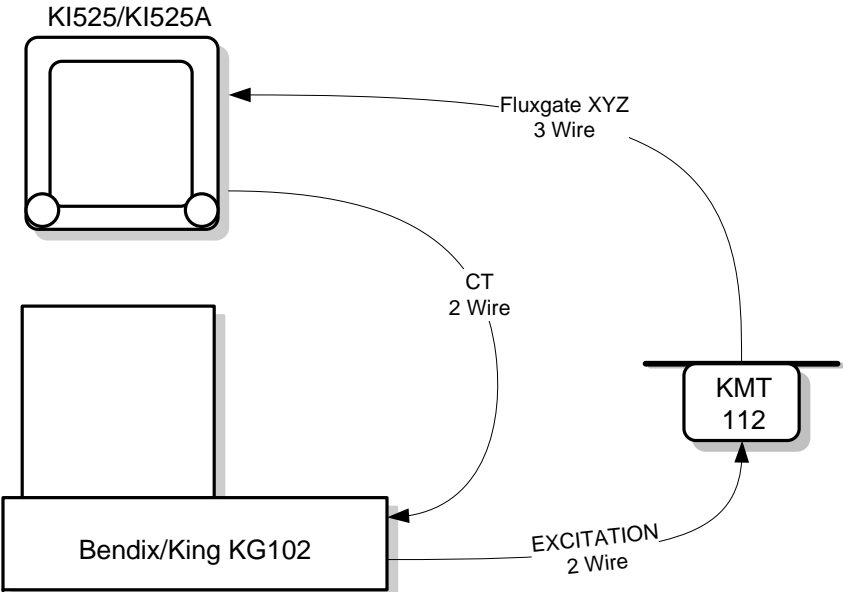 KI525/KI525A
Fluxgate XYZ
3 Wire
CT
2 Wire
KMT
112
Bendix/King KG102
EXCITATION
2 Wire